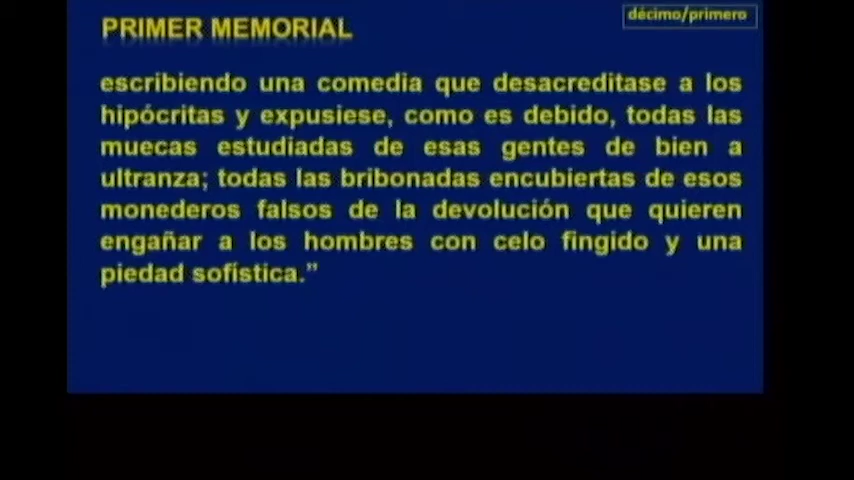 PRIMER MEMORIAL
décimo/primero
escribiendo una comedia que desacreditase a los
hipócritas y expusiese, como es debido, todas las
muecas estudiadas de esas gentes de bien a
ultranza; todas las bribonadas encubiertas de esos
monederos falsos de la devolución que quieren
engañar a los hombres con celo fingido y una
piedad sofística.”